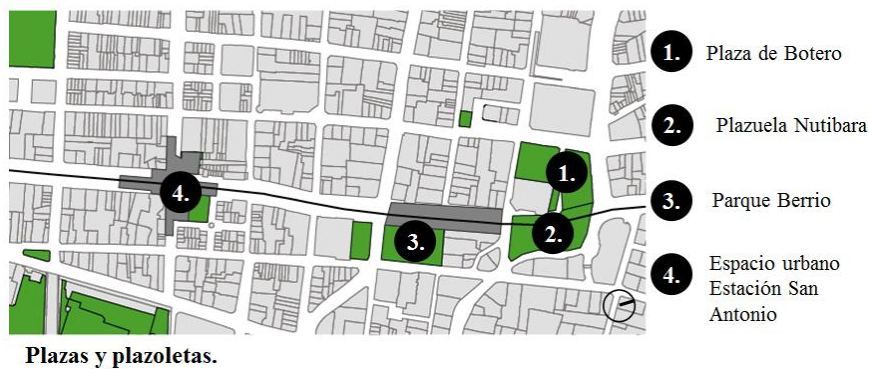 1. Plaza de Botero
2. Plazuela Nutibara
3. Parque Berrio
4. Espacio urbano
Estación San
Antonio
1.
2.
3.
4.
Plazas y plazoletas.